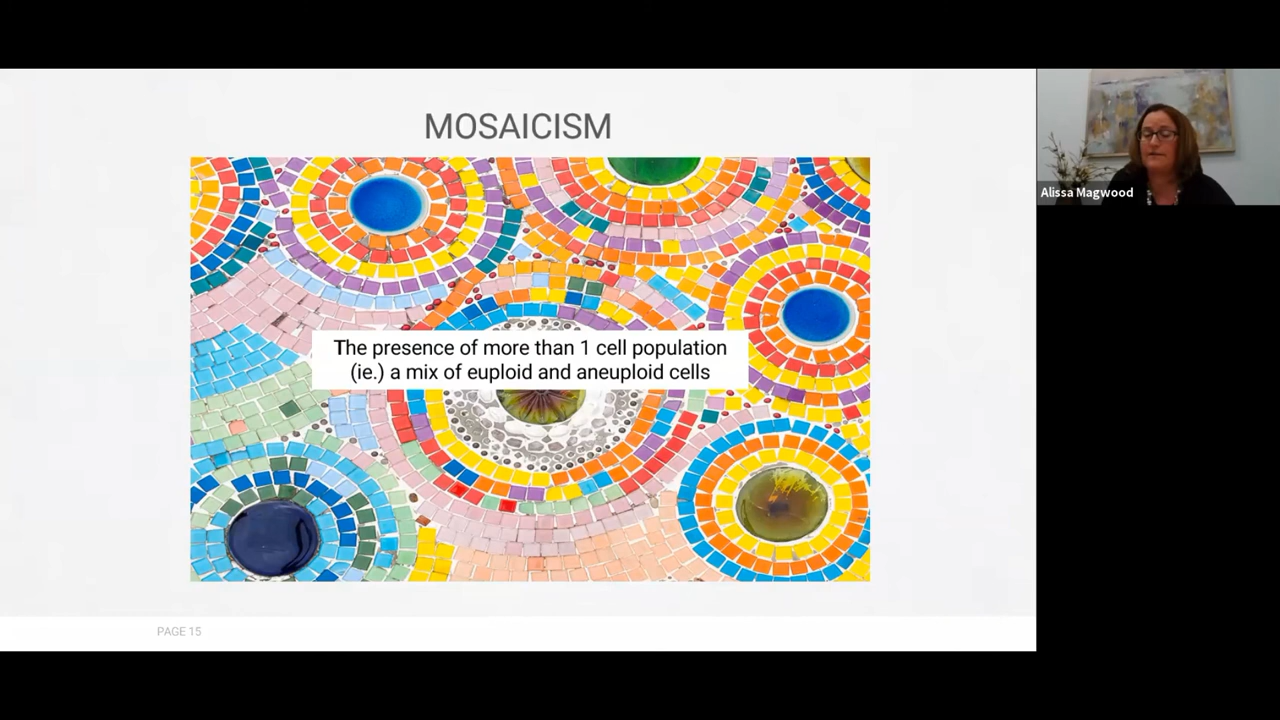 MOSAICISM
The presence of more than 1 cell population
(ie.) a mix of euploid and aneuploid cells
Alissa Magwood
PAGE 15